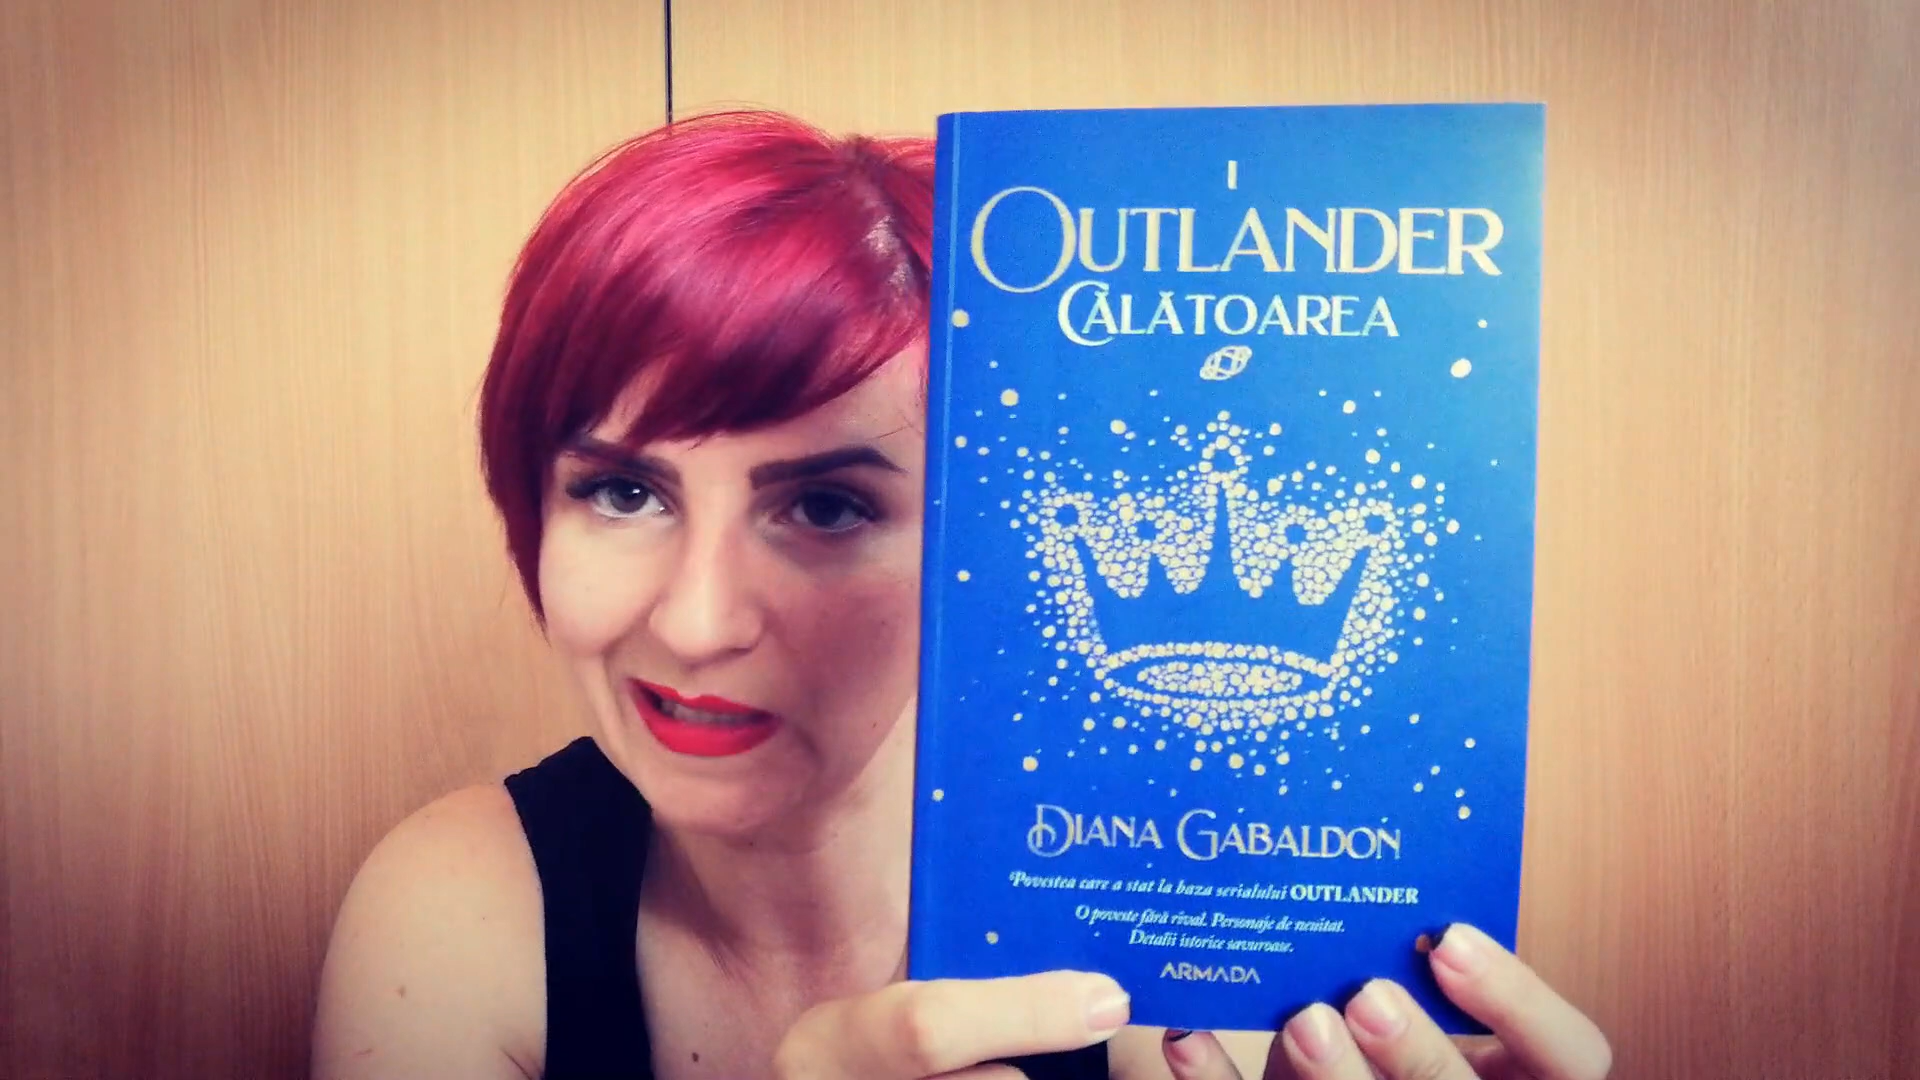 I
OUTLANDER
CĂLĂTOAREA
DIANA GABALDON
Povestea care a stat la baza serialului OUTLANDER
O poveste fără rival. Personaje de neuitat.
Detalii istorice savuroase.
ARMADA